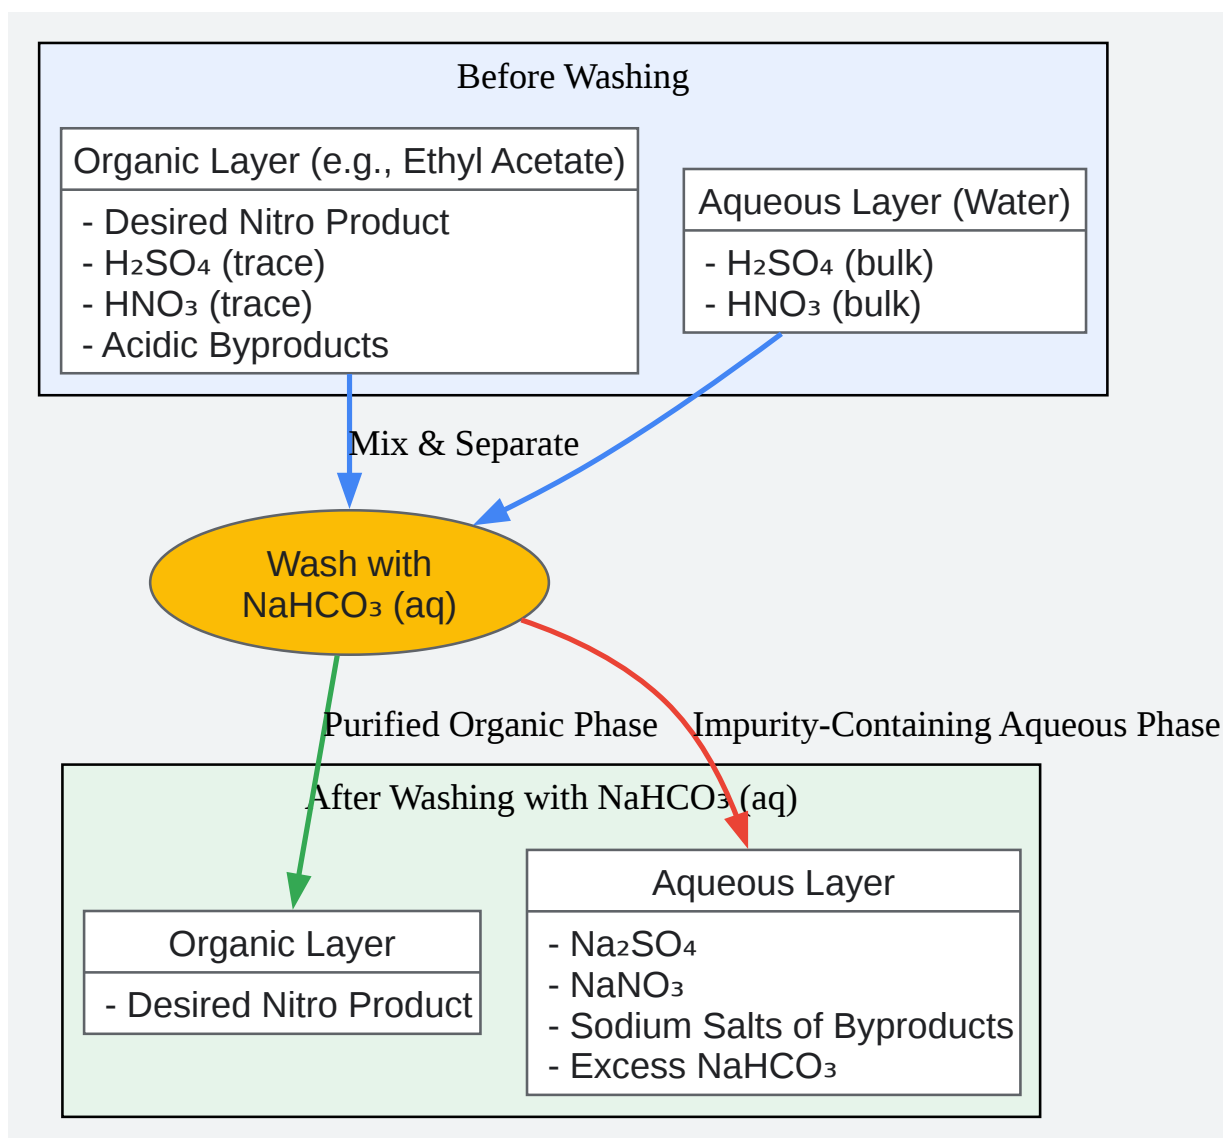 Before Washing
Organic Layer (e.g., Ethyl Acetate)
- Desired Nitro Product
- H₂SO₄ (trace)
- HNO₃ (trace)
- Acidic Byproducts
Aqueous Layer (Water)
- H₂SO₄ (bulk)
- HNO₃ (bulk)
Mix & Separate
Wash with
NaHCO₃ (aq)
Purified Organic Phase
Impurity-Containing Aqueous Phase
After Washing with NaHCO₃ (aq)
Organic Layer
- Desired Nitro Product
Aqueous Layer
- Na₂SO₄
- NaNO₃
- Sodium Salts of Byproducts
- Excess NaHCO₃